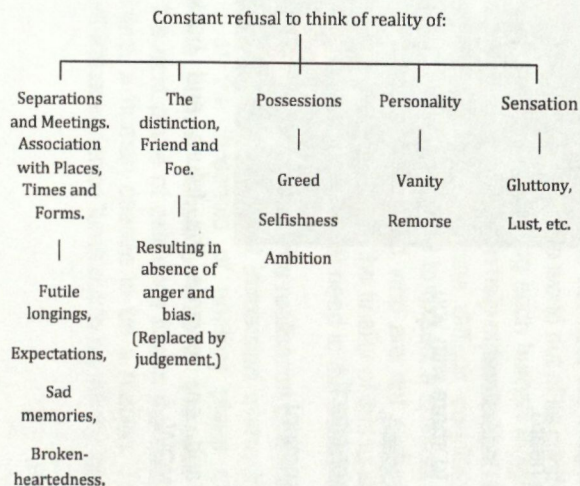 Constant refusal to think of reality of:
Separations
and Meetings.
Association
with Places,
Times and
Forms.
Futile
longings,
Expectations,
Sad
memories,
Broken-
heartedness.
The
distinction,
Friend and
Foe.
Resulting in
absence of
anger and
bias.
(Replaced by
judgement.)
Possessions
Greed
Selfishness
Ambition
Personality
Vanity
Remorse
Sensation
Gluttony,
Lust, etc.